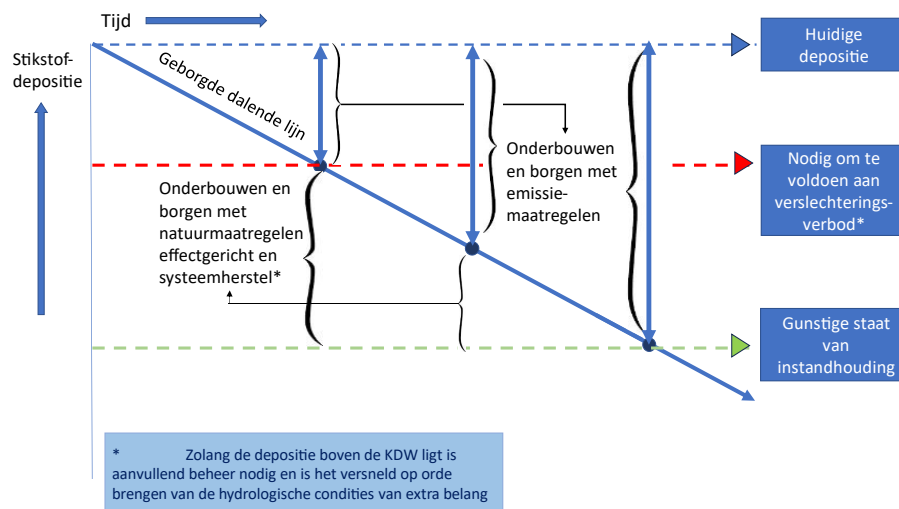 Tijd
Stikstof-
depositie
Geborgde dalende lijn
Huidige
depositie
Onderbouwen
en borgen met
emissie-
maatregelen
Nodig om te
voldoen aan
verslechterings-
verbod*
Onderbouwen en
borgen met
natuurmaatregelen
effectgericht en
systeemherstel*
Gunstige staat
van
instandhouding
* Zolang de depositie boven de KDW ligt is
aanvullend beheer nodig en is het versneld op orde
brengen van de hydrologische condities van extra belang